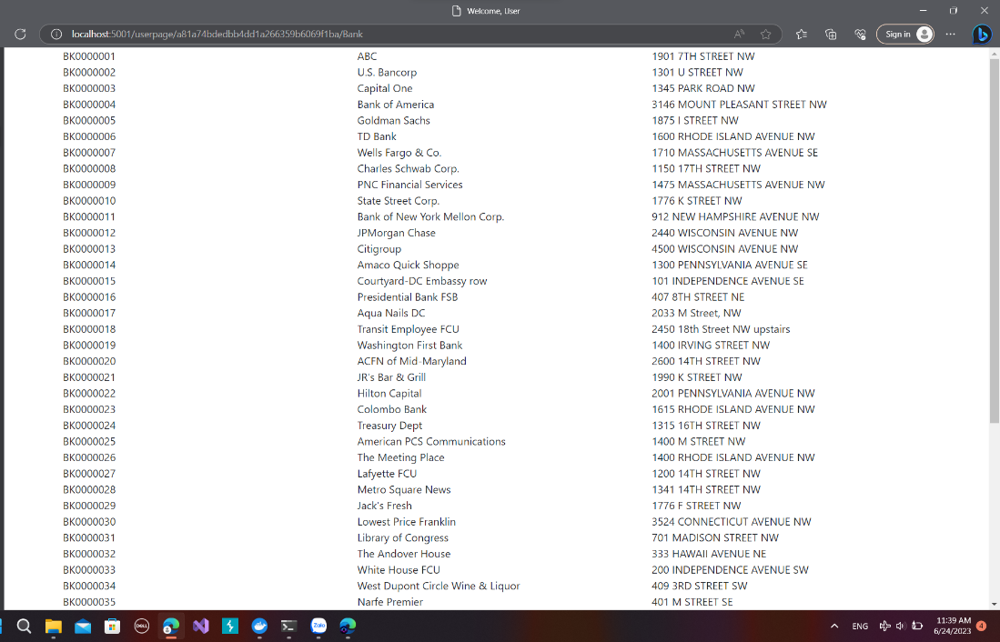 Welcome, User
localhost:5001/userpage/a81a74bdedbb4dd1a266359b6069f1ba/Bank
Sign in
BK0000001 ABC 1901 7TH STREET NW
BK0000002 U.S. Bancorp 1301 U STREET NW
BK0000003 Capital One 1345 PARK ROAD NW
BK0000004 Bank of America 3146 MOUNT PLEASANT STREET NW
BK0000005 Goldman Sachs 1875 I STREET NW
BK0000006 TD Bank 1600 RHODE ISLAND AVENUE NW
BK0000007 Wells Fargo & Co. 1710 MASSACHUSETTS AVENUE SE
BK0000008 Charles Schwab Corp. 1150 17TH STREET NW
BK0000009 PNC Financial Services 1475 MASSACHUSETTS AVENUE NW
BK0000010 State Street Corp. 1776 K STREET NW
BK0000011 Bank of New York Mellon Corp. 912 NEW HAMPSHIRE AVENUE NW
BK0000012 JPMorgan Chase 2440 WISCONSIN AVENUE NW
BK0000013 Citigroup 4500 WISCONSIN AVENUE NW
BK0000014 Amaco Quick Shoppe 1300 PENNSYLVANIA AVENUE SE
BK0000015 Courtyard-DC Embassy row 101 INDEPENDENCE AVENUE SE
BK0000016 Presidential Bank FSB 407 8TH STREET NE
BK0000017 Aqua Nails DC 2033 M Street, NW
BK0000018 Transit Employee FCU 2450 18th Street NW upstairs
BK0000019 Washington First Bank 1400 IRVING STREET NW
BK0000020 ACFN of Mid-Maryland 2600 14TH STREET NW
BK0000021 JR's Bar & Grill 1990 K STREET NW
BK0000022 Hilton Capital 2001 PENNSYLVANIA AVENUE NW
BK0000023 Colombo Bank 1615 RHODE ISLAND AVENUE NW
BK0000024 Treasury Dept 1315 16TH STREET NW
BK0000025 American PCS Communications 1400 M STREET NW
BK0000026 The Meeting Place 1400 RHODE ISLAND AVENUE NW
BK0000027 Lafyette FCU 1200 14TH STREET NW
BK0000028 Metro Square News 1341 14TH STREET NW
BK0000029 Jack's Fresh 1776 F STREET NW
BK0000030 Lowest Price Franklin 3524 CONNECTICUT AVENUE NW
BK0000031 Library of Congress 701 MADISON STREET NW
BK0000032 The Andover House 333 HAWAII AVENUE NE
BK0000033 White House FCU 200 INDEPENDENCE AVENUE SW
BK0000034 West Dupont Circle Wine & Liquor 409 3RD STREET SW
BK0000035 Narfe Premier 401 M STREET SE
DELL
Zalo
ENG
11:39 AM
6/24/2023
4